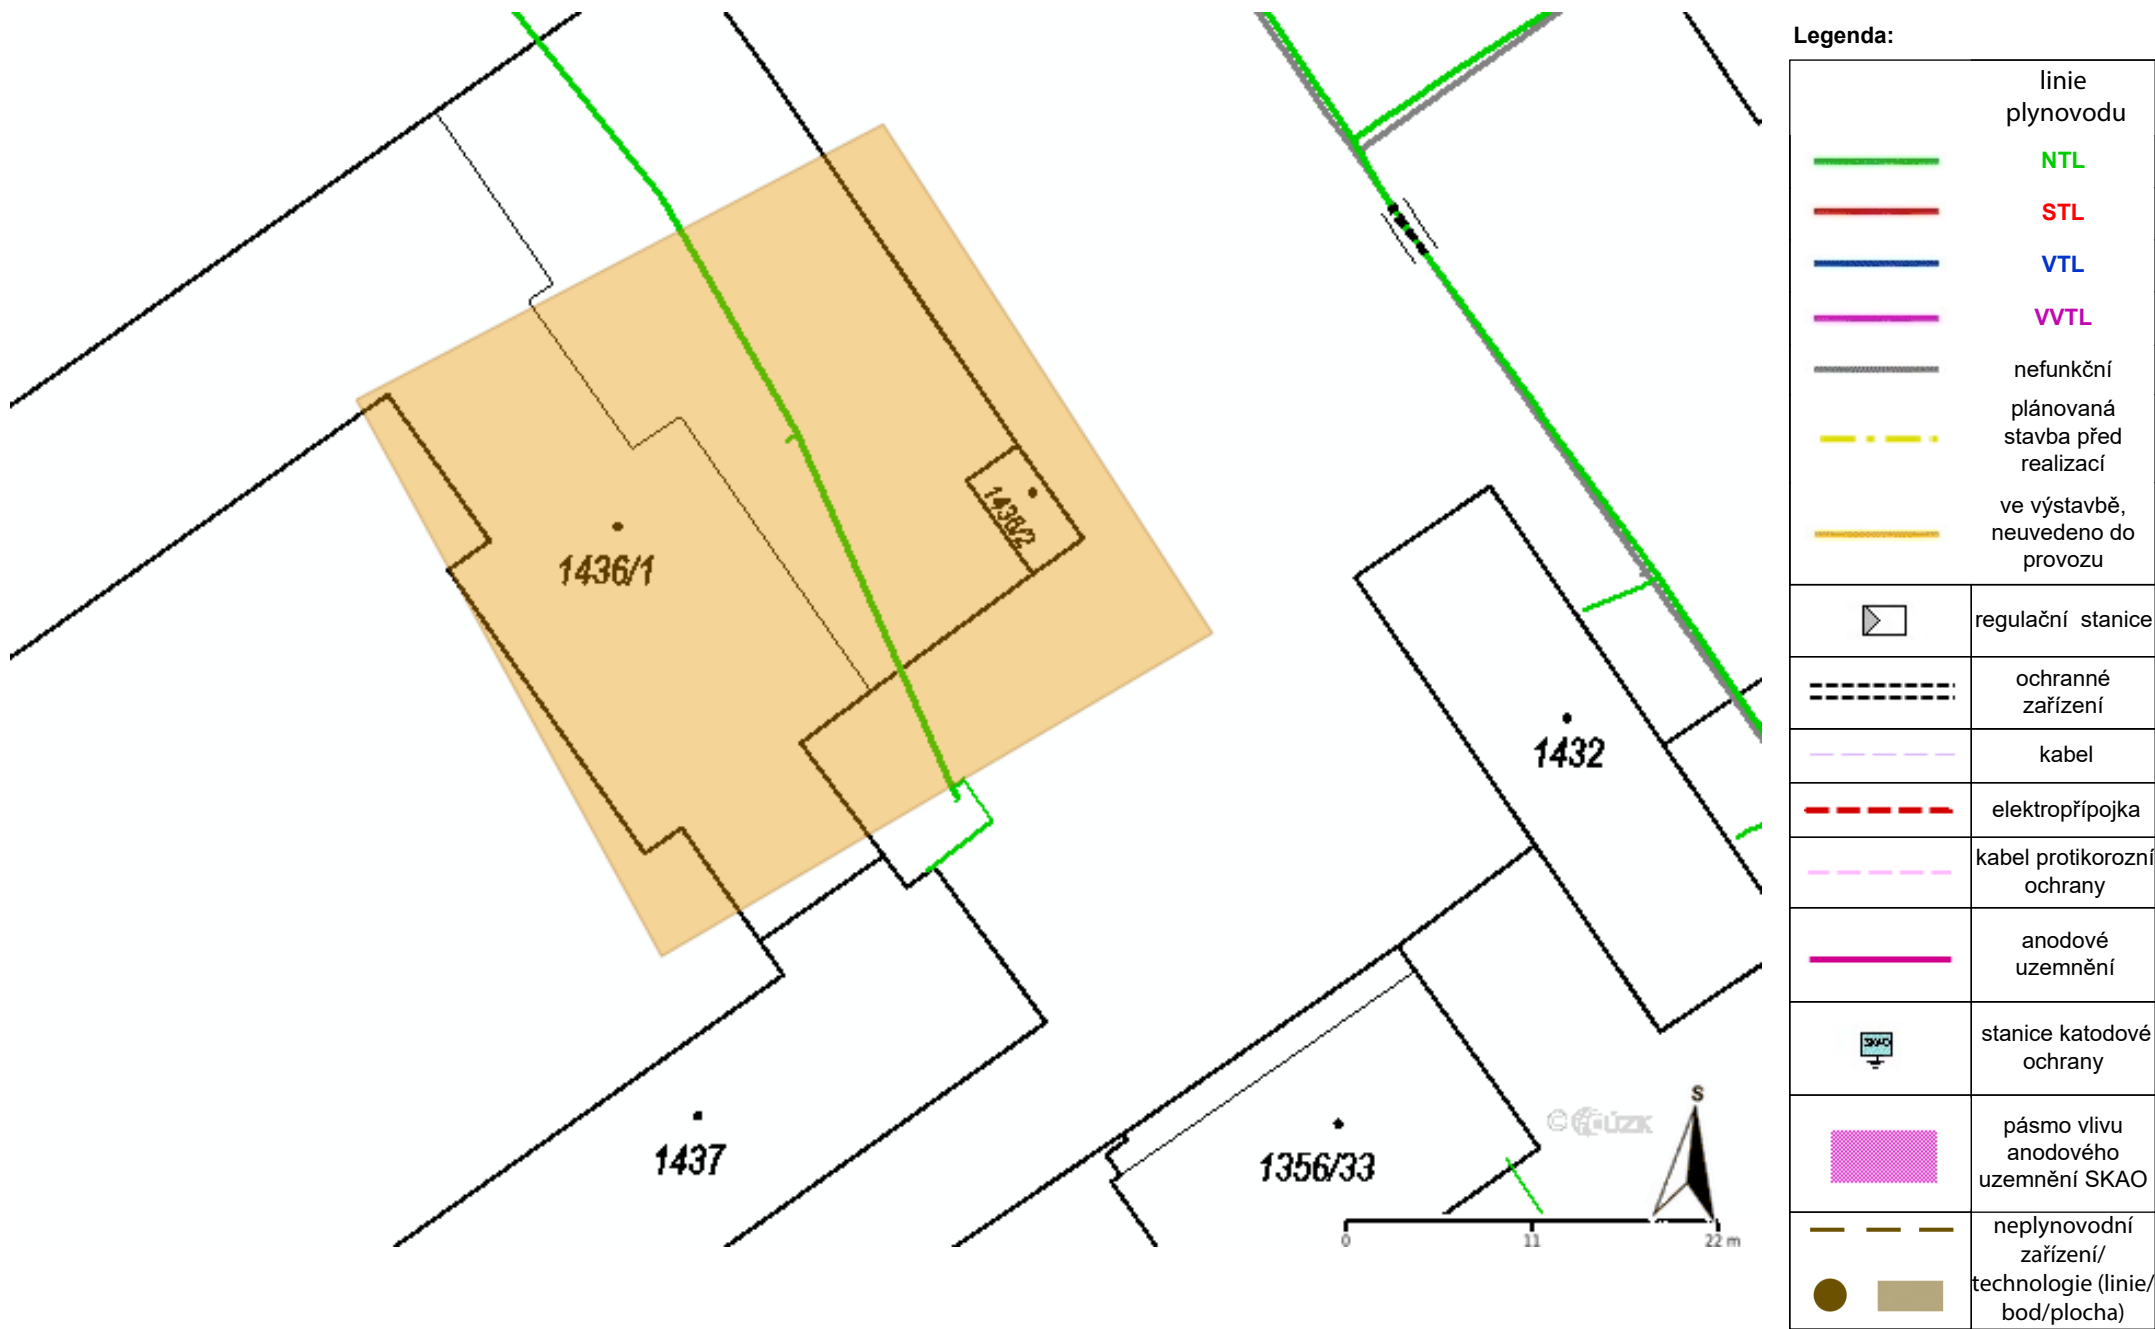 Legenda:
linie
plynovodu
NTL
STL
VTL
VVTL
nefunkční
plánovaná
stavba před
realizací
ve výstavbě,
neuvedeno do
provozu
regulační stanice
ochranné
zařízení
kabel
elektropřípojka
kabel protikorozní
ochrany
anodové
uzemnění
SKAO
stanice katodové
ochrany
pásmo vlivu
anodového
uzemnění SKAO
neplynovodní
zařízení/
technologie (linie/
bod/plocha)
1436/1
1436/2
1432
1437
1356/33
© ČÚZK
S
0 11 22 m